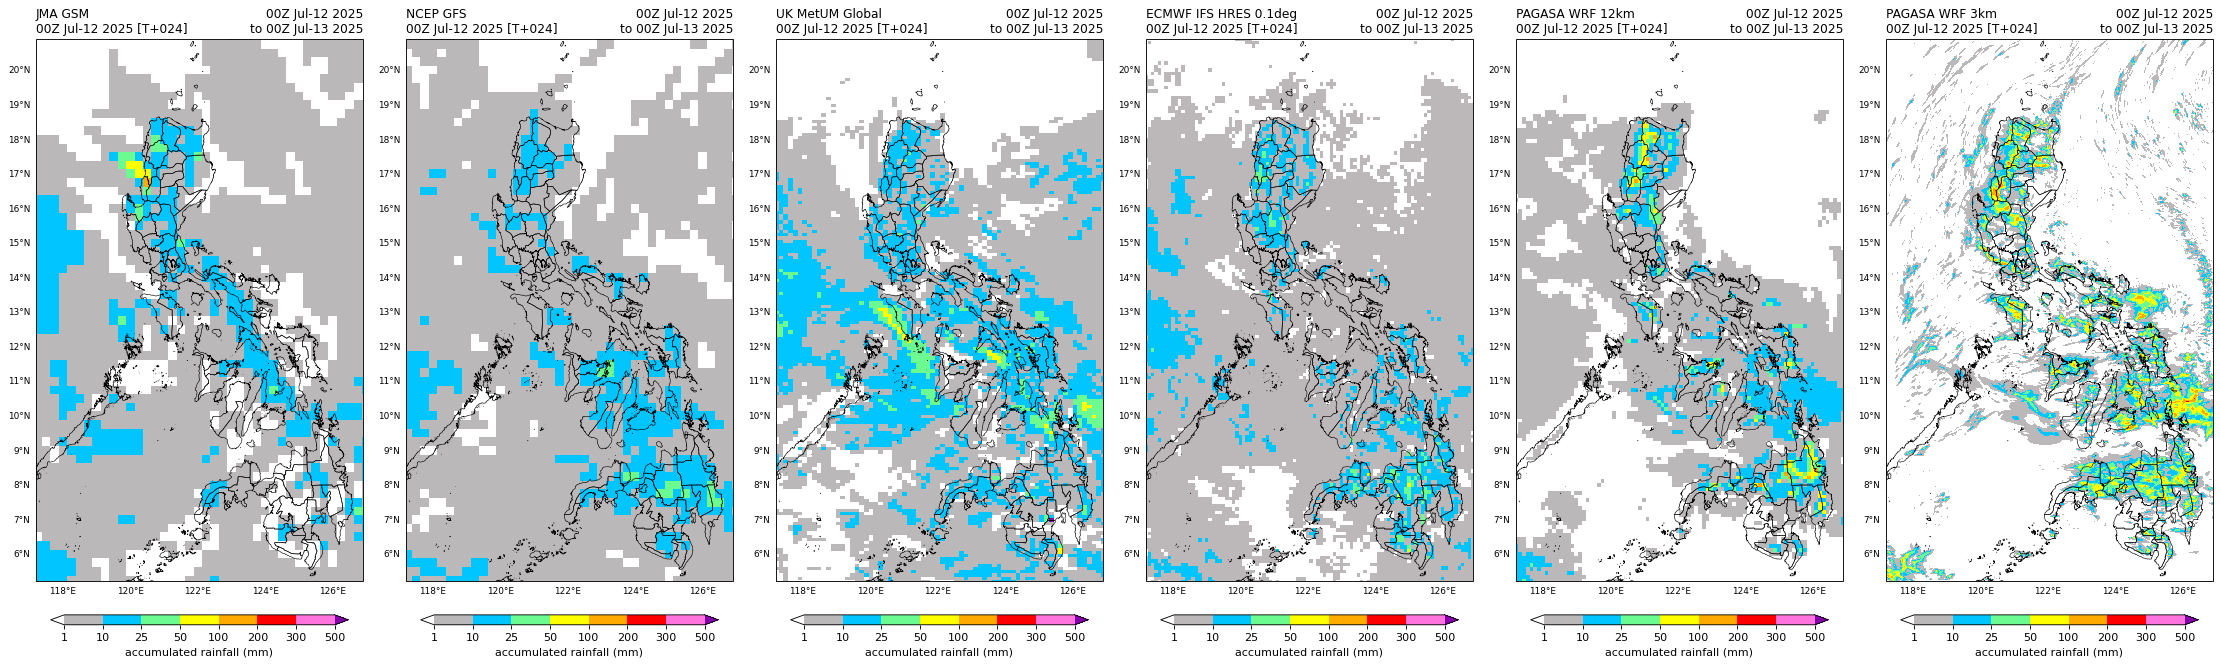 JMA GSM 00Z Jul-12 2025
00Z Jul-12 2025 [T+024] to 00Z Jul-13 2025
20°N
19°N
18°N
17°N
16°N
15°N
14°N
13°N
12°N
11°N
10°N
9°N
8°N
7°N
6°N
118°E 120°E 122°E 124°E 126°E
1 10 25 50 100 200 300 500
accumulated rainfall (mm)
NCEP GFS 00Z Jul-12 2025
00Z Jul-12 2025 [T+024] to 00Z Jul-13 2025
20°N
19°N
18°N
17°N
16°N
15°N
14°N
13°N
12°N
11°N
10°N
9°N
8°N
7°N
6°N
118°E 120°E 122°E 124°E 126°E
1 10 25 50 100 200 300 500
accumulated rainfall (mm)
UK MetUM Global 00Z Jul-12 2025
00Z Jul-12 2025 [T+024] to 00Z Jul-13 2025
20°N
19°N
18°N
17°N
16°N
15°N
14°N
13°N
12°N
11°N
10°N
9°N
8°N
7°N
6°N
118°E 120°E 122°E 124°E 126°E
1 10 25 50 100 200 300 500
accumulated rainfall (mm)
ECMWF IFS HRES 0.1deg 00Z Jul-12 2025
00Z Jul-12 2025 [T+024] to 00Z Jul-13 2025
20°N
19°N
18°N
17°N
16°N
15°N
14°N
13°N
12°N
11°N
10°N
9°N
8°N
7°N
6°N
118°E 120°E 122°E 124°E 126°E
1 10 25 50 100 200 300 500
accumulated rainfall (mm)
PAGASA WRF 12km 00Z Jul-12 2025
00Z Jul-12 2025 [T+024] to 00Z Jul-13 2025
20°N
19°N
18°N
17°N
16°N
15°N
14°N
13°N
12°N
11°N
10°N
9°N
8°N
7°N
6°N
118°E 120°E 122°E 124°E 126°E
1 10 25 50 100 200 300 500
accumulated rainfall (mm)
PAGASA WRF 3km 00Z Jul-12 2025
00Z Jul-12 2025 [T+024] to 00Z Jul-13 2025
20°N
19°N
18°N
17°N
16°N
15°N
14°N
13°N
12°N
11°N
10°N
9°N
8°N
7°N
6°N
118°E 120°E 122°E 124°E 126°E
1 10 25 50 100 200 300 500
accumulated rainfall (mm)